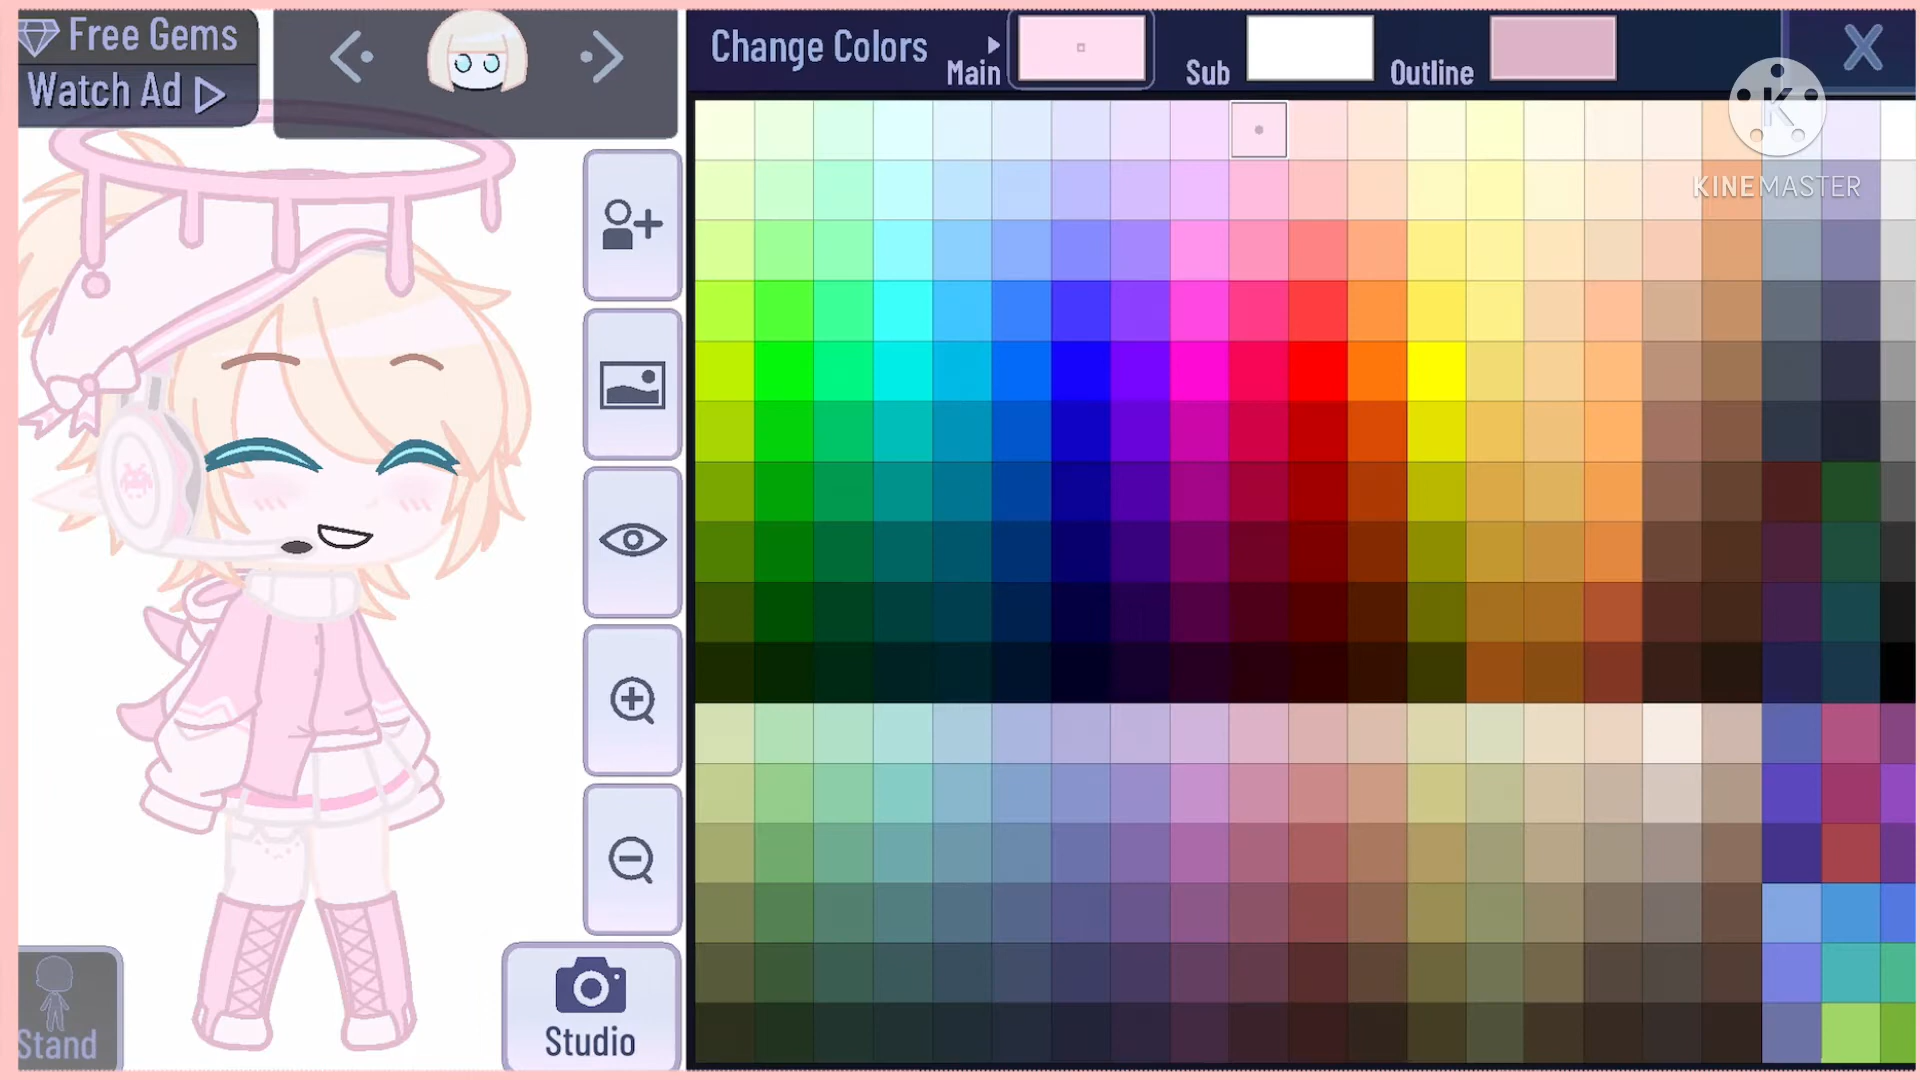 Free Gems
Watch Ad
Change Colors
Main
Sub
Outline
K
KINEMASTER
Stand
Studio